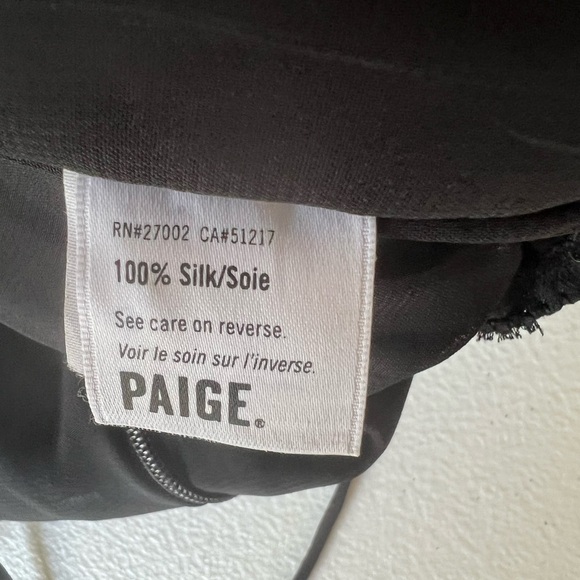 RN#27002 CA#51217
100% Silk/Soie
See care on reverse.
Voir le soin sur l'inverse.
PAIGE®